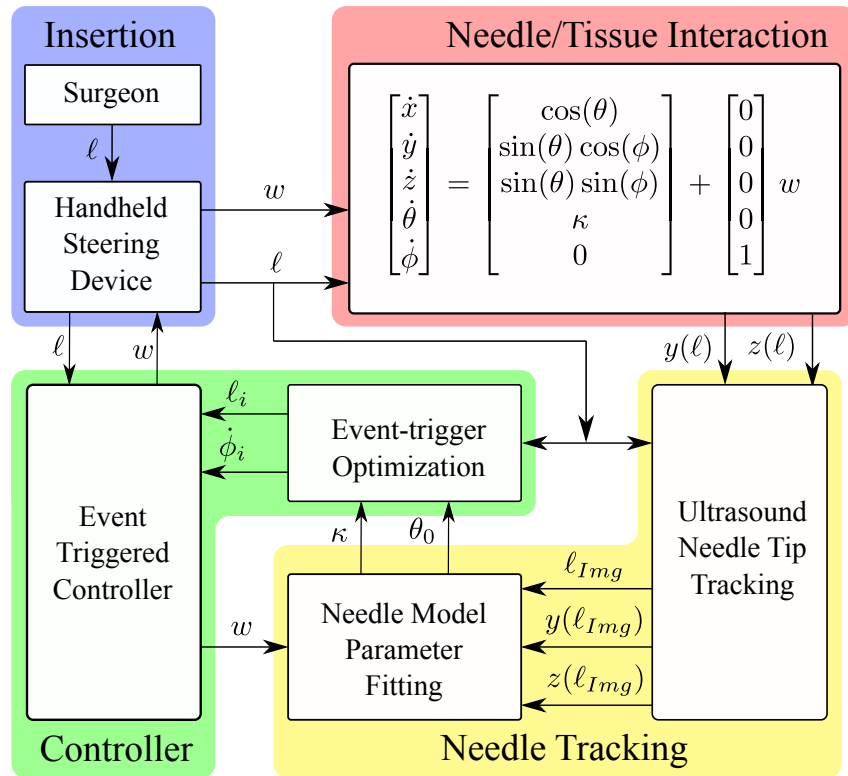 Insertion
Needle/Tissue Interaction
Surgeon
ℓ
Handheld
Steering
Device
w
ℓ
ẋ cos(θ) 0
ẏ sin(θ) cos(ϕ) 0
ż = sin(θ) sin(ϕ) + 0 w
θ̇ κ 0
ϕ̇ 0 1
ℓ w
y(ℓ) z(ℓ)
ℓ_i
ϕ̇_i
Event-trigger
Optimization
Event
Triggered
Controller
κ θ_0
Ultrasound
Needle Tip
Tracking
ℓ_Img
y(ℓ_Img)
z(ℓ_Img)
w
Needle Model
Parameter
Fitting
Controller
Needle Tracking